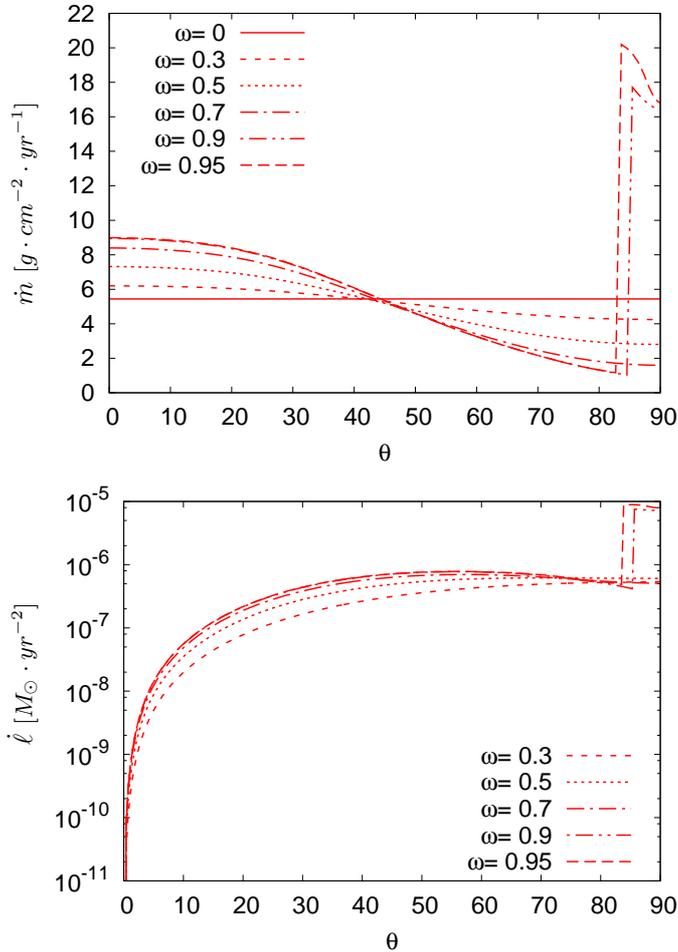 22
20
18
16
14
12
10
8
6
4
2
0
ṁ [g · cm⁻² · yr⁻¹]
ω= 0
ω= 0.3
ω= 0.5
ω= 0.7
ω= 0.9
ω= 0.95
0 10 20 30 40 50 60 70 80 90
θ
10⁻⁵
10⁻⁶
10⁻⁷
10⁻⁸
10⁻⁹
10⁻¹⁰
10⁻¹¹
ℓ̇ [M⊙ · yr⁻²]
ω= 0.3
ω= 0.5
ω= 0.7
ω= 0.9
ω= 0.95
0 10 20 30 40 50 60 70 80 90
θ